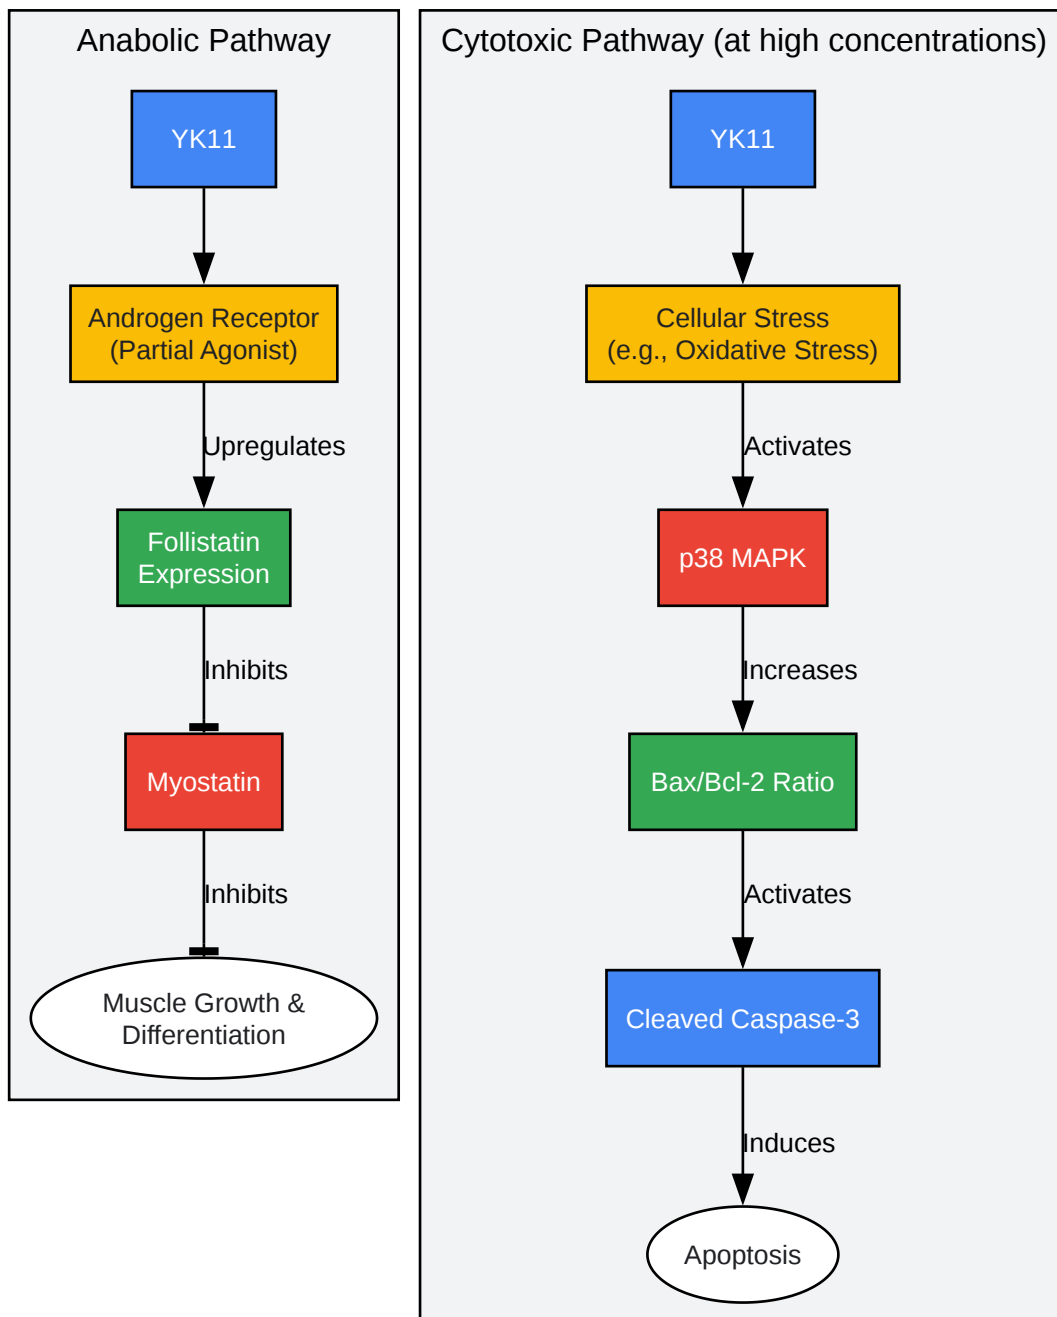 Anabolic Pathway
YK11
Androgen Receptor
(Partial Agonist)
Upregulates
Follistatin
Expression
Inhibits
Myostatin
Inhibits
Muscle Growth &
Differentiation
Cytotoxic Pathway (at high concentrations)
YK11
Cellular Stress
(e.g., Oxidative Stress)
Activates
p38 MAPK
Increases
Bax/Bcl-2 Ratio
Activates
Cleaved Caspase-3
Induces
Apoptosis